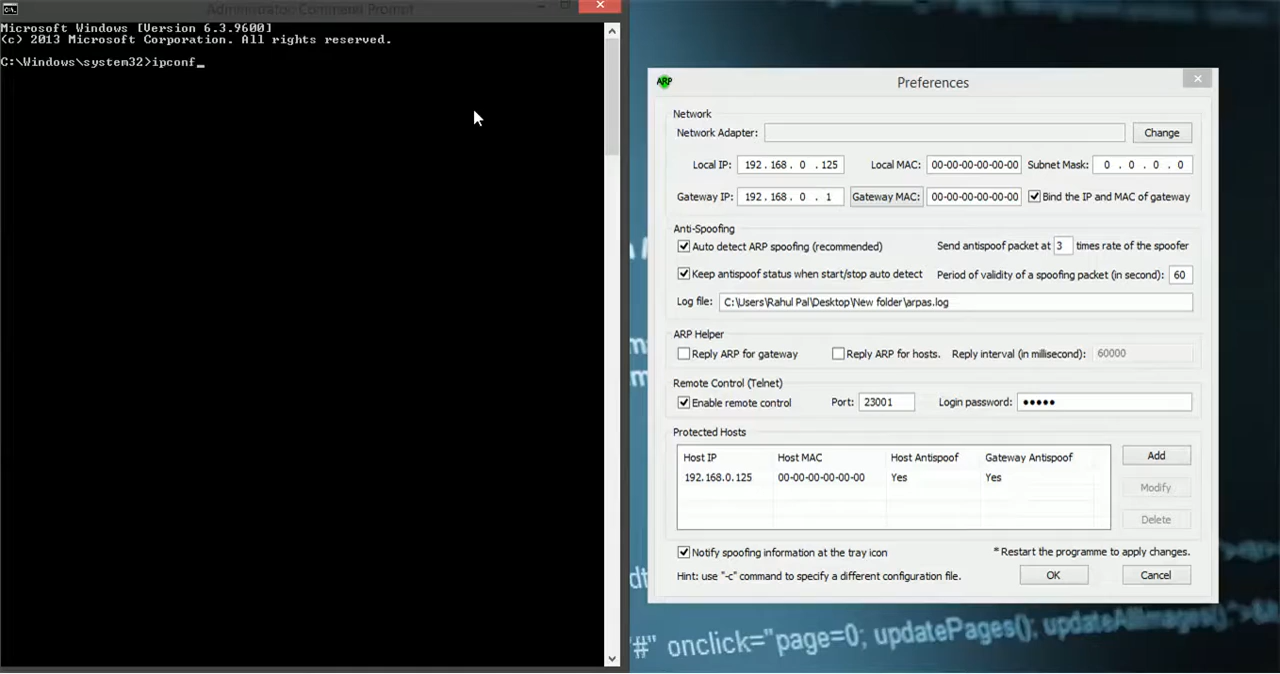 Administrator: Command Prompt
Microsoft Windows [Version 6.3.9600]
(c) 2013 Microsoft Corporation. All rights reserved.
C:\Windows\system32>ipconf_
ARP
Preferences
Network
Network Adapter:
Change
Local IP: 192 . 168 . 0 . 125 Local MAC: 00-00-00-00-00-00 Subnet Mask: 0 . 0 . 0 . 0
Gateway IP: 192 . 168 . 0 . 1 Gateway MAC: 00-00-00-00-00-00 Bind the IP and MAC of gateway
Anti-Spoofing
Auto detect ARP spoofing (recommended) Send antispoof packet at 3 times rate of the spoofer
Keep antispoof status when start/stop auto detect Period of validity of a spoofing packet (in second): 60
Log file: C:\Users\Rahul Pal\Desktop\New folder\arpas.log
ARP Helper
Reply ARP for gateway Reply ARP for hosts. Reply interval (in millisecond): 60000
Remote Control (Telnet)
Enable remote control Port: 23001 Login password: •••••
Protected Hosts
Host IP Host MAC Host Antispoof Gateway Antispoof
192.168.0.125 00-00-00-00-00-00 Yes Yes
Add
Modify
Delete
Notify spoofing information at the tray icon * Restart the programme to apply changes.
Hint: use "-c" command to specify a different configuration file. OK Cancel
"#" onclick="page=0; updatePages(); updateAllImages();">